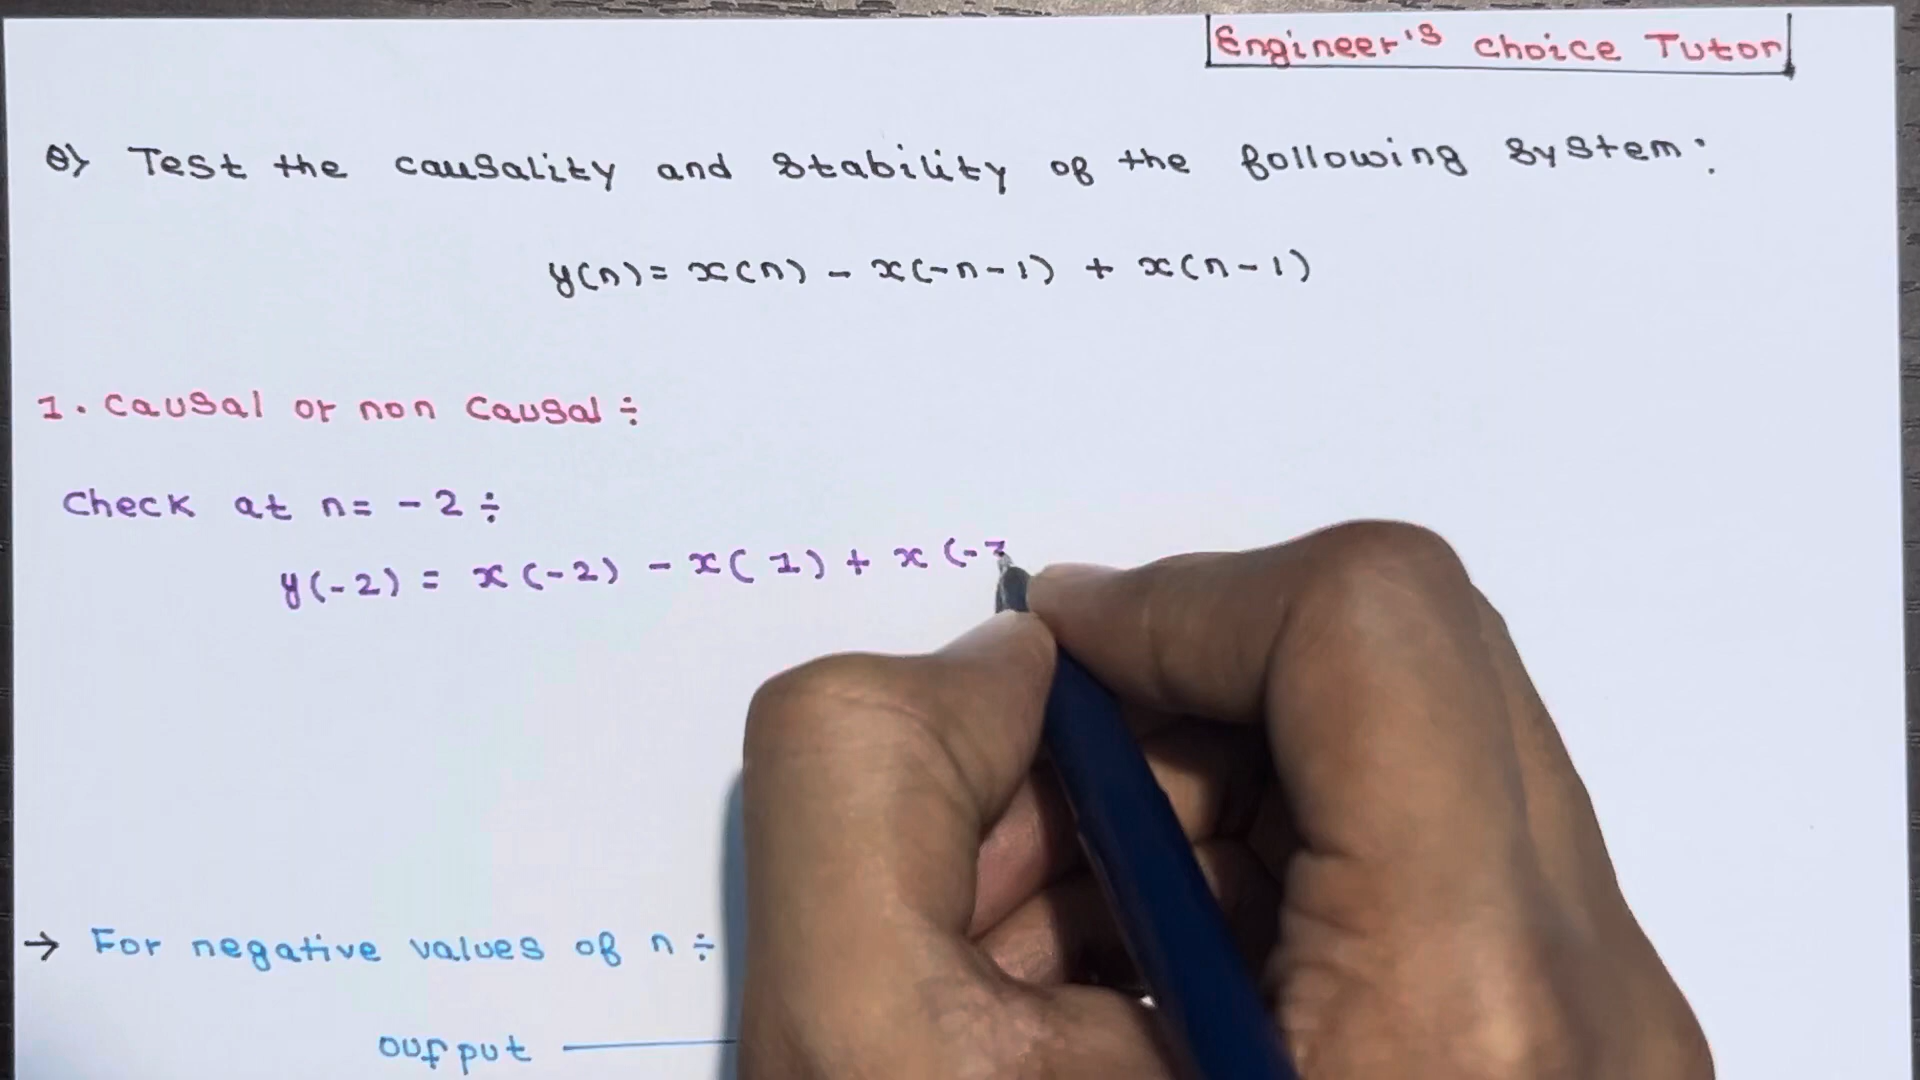 Engineer's Choice Tutor
Q) Test the causality and stability of the following system:
y(n) = x(n) - x(-n-1) + x(n-1)
1. Causal or non Causal ÷
Check at n = -2 ÷
y(-2) = x(-2) - x(1) + x(-3
→ For negative values of n ÷
output